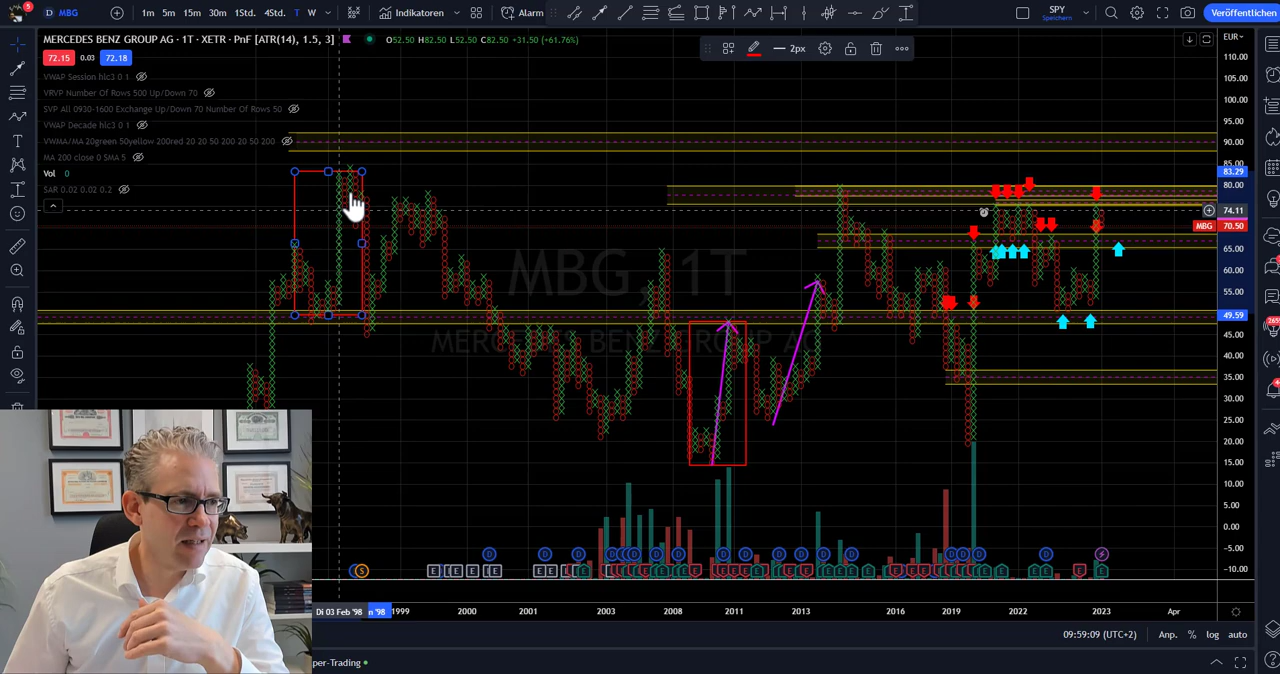 MBG
1m 5m 15m 30m 1Std. 4Std. T W
Indikatoren
Alarm
SPY
Speichern
Veröffentlichen
MERCEDES BENZ GROUP AG · 1T · XETR · PnF [ATR(14), 1.5, 3]
O52.50 H82.50 L52.50 C82.50 +31.50 (+61.76%)
72.15 0.03 72.18
VWAP Session hlc3 0 1
VRVP Number Of Rows 500 Up/Down 70
SVP All 0930-1600 Exchange Up/Down 70 Number Of Rows 50
VWAP Decade hlc3 0 1
VWMA/MA 20green 50yellow 200red 20 20 50 200 20 50 200
MA 200 close 0 SMA 5
Vol 0
SAR 0.02 0.02 0.2
2px
EUR
110.00
105.00
100.00
95.00
90.00
85.00
83.29
80.00
74.11
MBG 70.50
65.00
60.00
55.00
49.59
45.00
40.00
35.00
30.00
25.00
20.00
15.00
10.00
5.00
0.00
−5.00
−10.00
MBG, 1T
MERCEDES BENZ GROUP AG
Di 03 Feb '98
n '98
1999 2000 2001 2003 2008 2011 2013 2016 2019 2022 2023 Apr
09:59:09 (UTC+2) Anp. % log auto
per-Trading